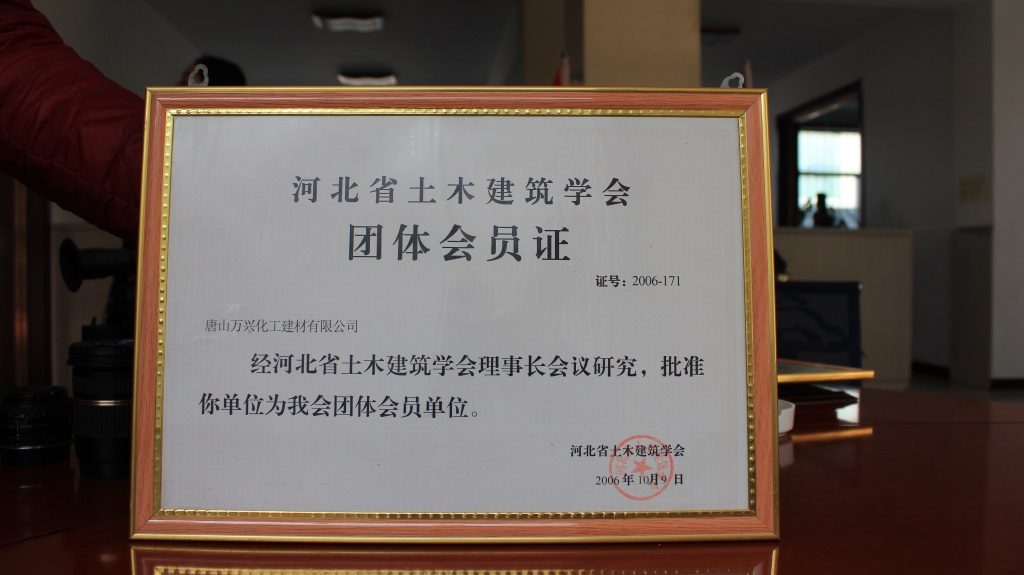 河北省土木建筑学会
团体会员证
证号：2006-171
唐山万兴化工建材有限公司
经河北省土木建筑学会理事长会议研究，批准
你单位为我会团体会员单位。
河北省土木建筑学会
2006年10月9日